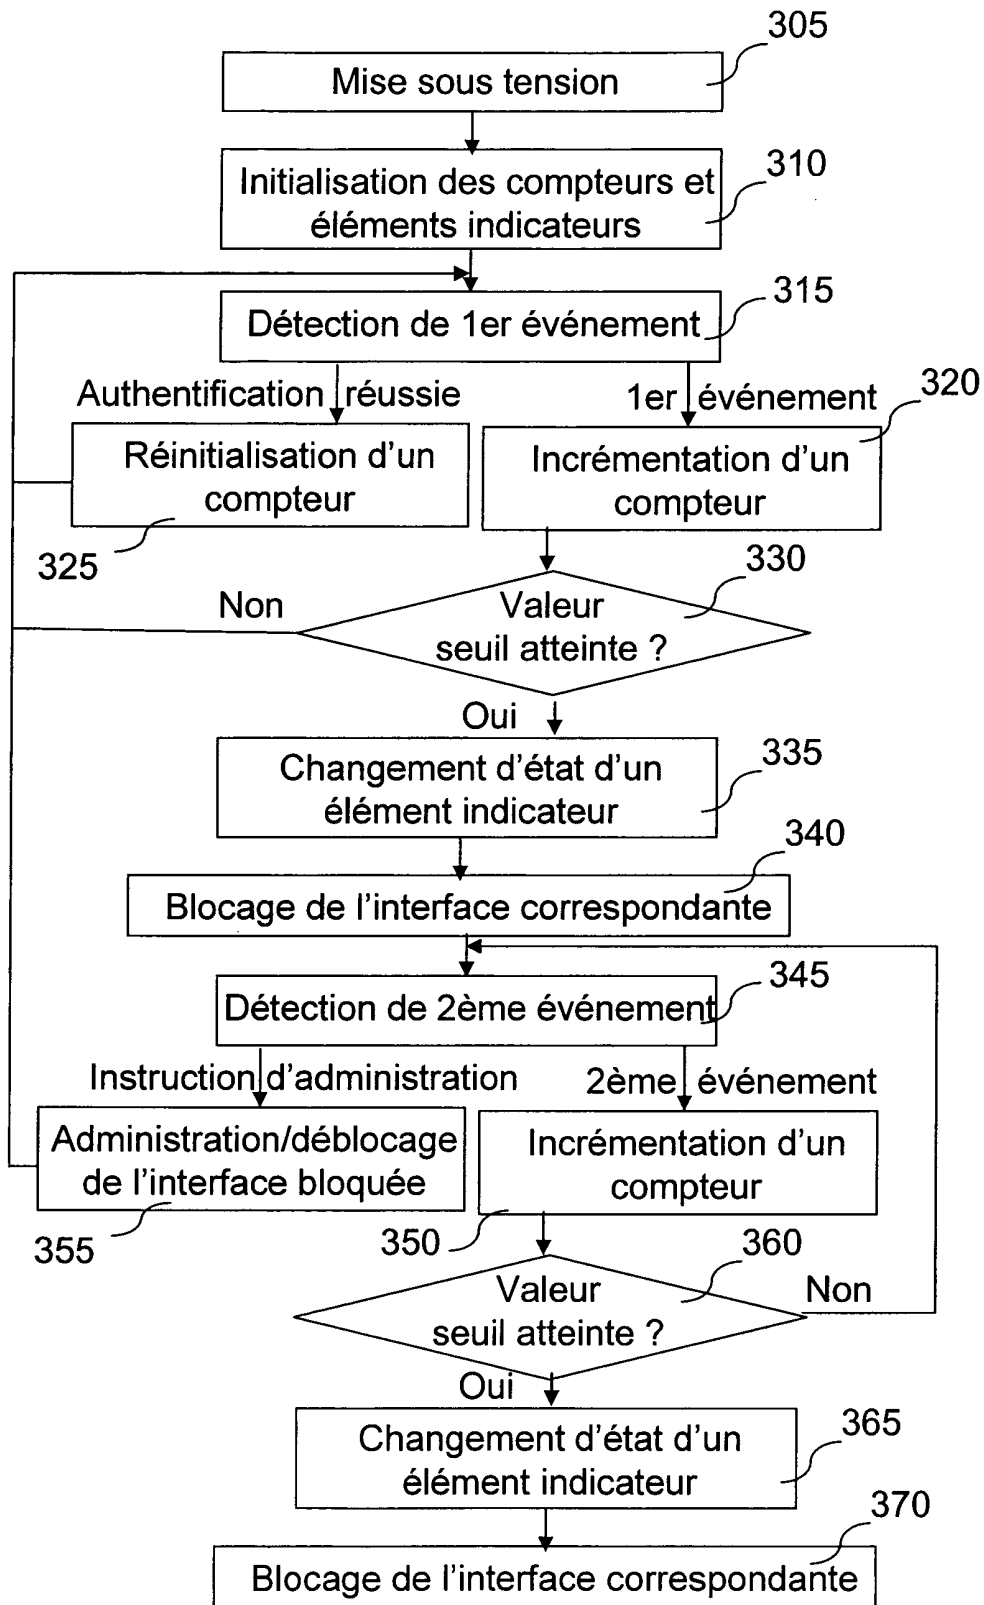 305
Mise sous tension
310
Initialisation des compteurs et
éléments indicateurs
315
Détection de 1er événement
Authentification réussie
1er événement
320
Réinitialisation d'un
compteur
Incrémentation d'un
compteur
325
330
Non
Valeur
seuil atteinte ?
Oui
335
Changement d'état d'un
élément indicateur
340
Blocage de l'interface correspondante
345
Détection de 2ème événement
Instruction d'administration
2ème événement
Administration/déblocage
de l'interface bloquée
Incrémentation d'un
compteur
355
350
360
Valeur
seuil atteinte ?
Non
Oui
365
Changement d'état d'un
élément indicateur
370
Blocage de l'interface correspondante